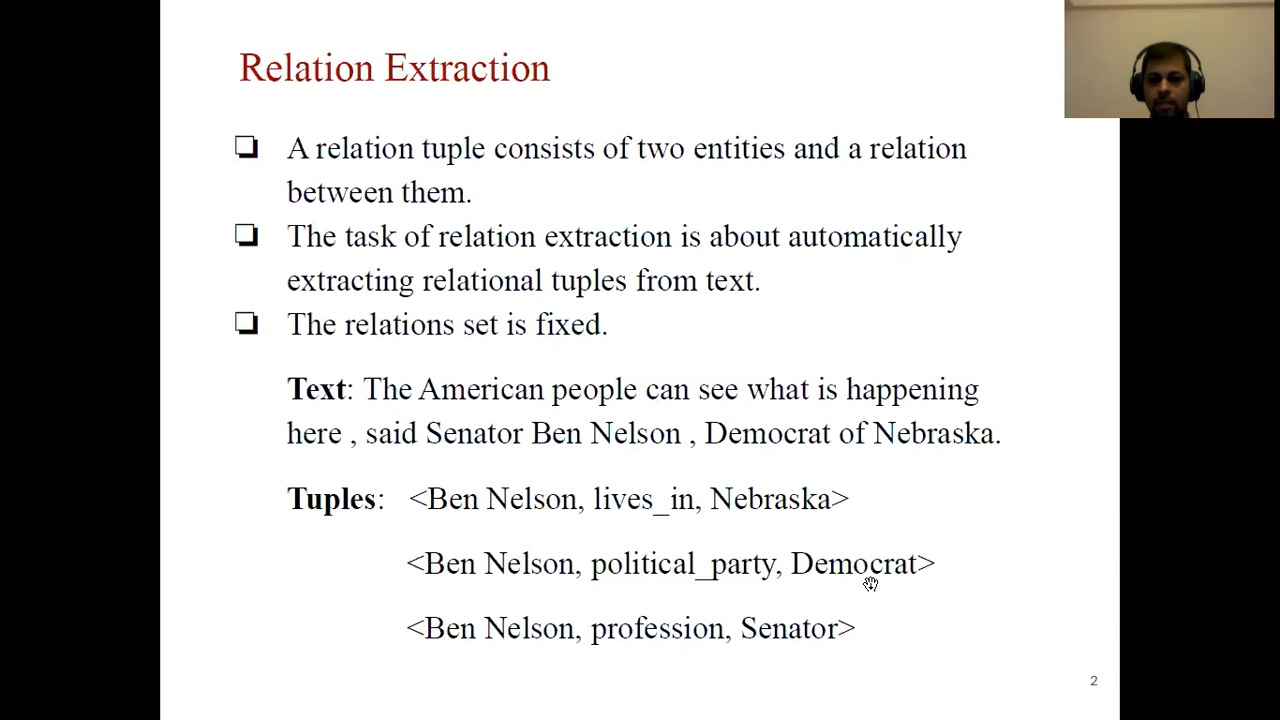 Relation Extraction
A relation tuple consists of two entities and a relation
between them.
The task of relation extraction is about automatically
extracting relational tuples from text.
The relations set is fixed.
Text: The American people can see what is happening
here , said Senator Ben Nelson , Democrat of Nebraska.
Tuples: <Ben Nelson, lives_in, Nebraska>
<Ben Nelson, political_party, Democrat>
<Ben Nelson, profession, Senator>
2